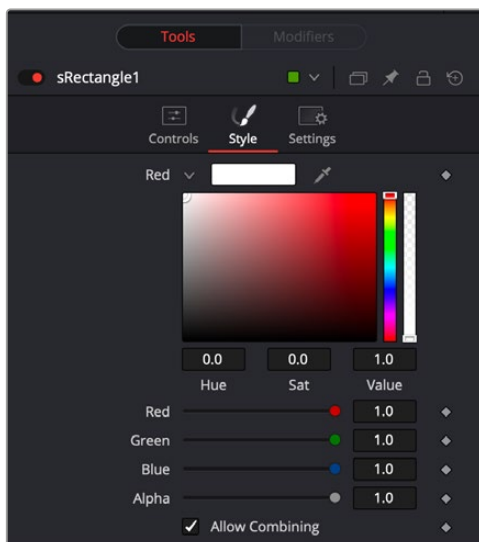 Tools Modifiers
sRectangle1
Controls Style Settings
Red
0.0 0.0 1.0
Hue Sat Value
Red 1.0
Green 1.0
Blue 1.0
Alpha 1.0
Allow Combining